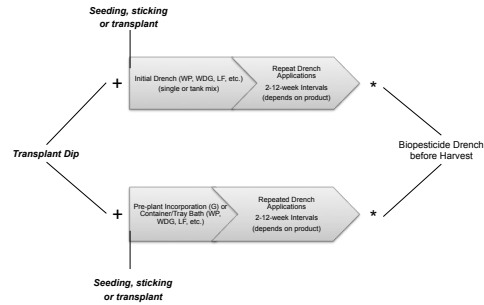 Seeding, sticking
or transplant
+
Initial Drench (WP, WDG, LF, etc.)
(single or tank mix)
Repeat Drench
Applications
2-12-week Intervals
(depends on product)
*
Transplant Dip
Biopesticide Drench
before Harvest
+
Pre-plant Incorporation (G) or
Container/Tray Bath (WP,
WDG, LF, etc.)
Repeated Drench
Applications
2-12-week Intervals
(depends on product)
*
Seeding, sticking
or transplant